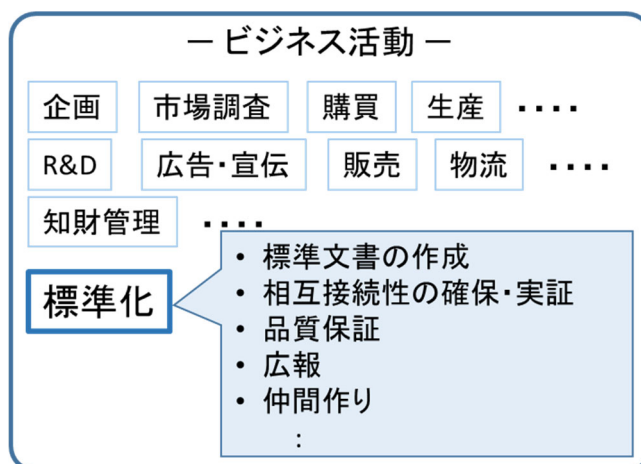 ― ビジネス活動 ―
企画 市場調査 購買 生産 ････
R&D 広告・宣伝 販売 物流 ････
知財管理 ････
標準化
• 標準文書の作成
• 相互接続性の確保・実証
• 品質保証
• 広報
• 仲間作り
：